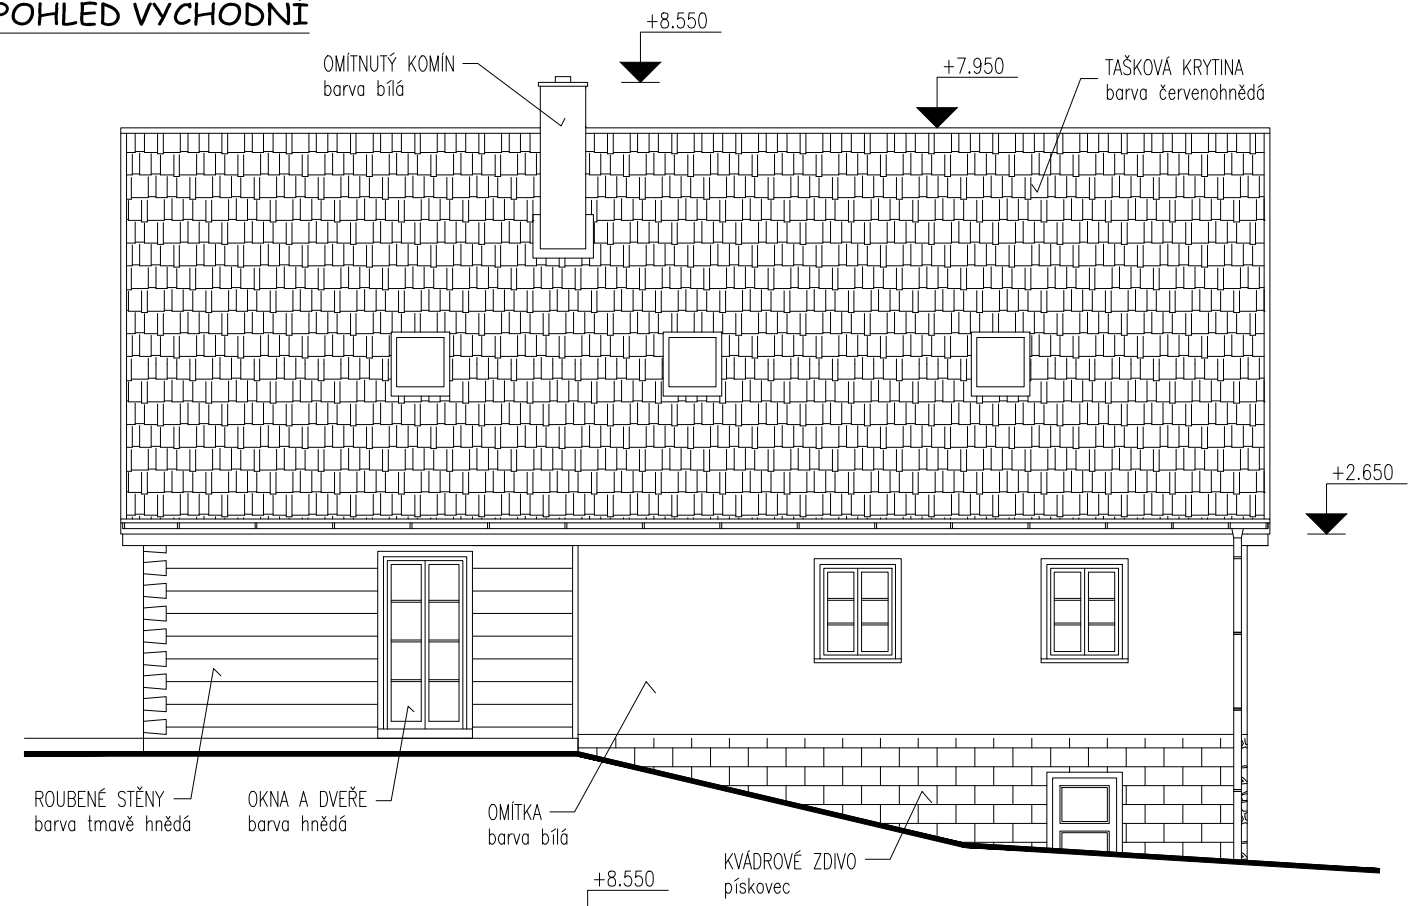 POHLED VÝCHODNÍ
+8.550
OMÍTNUTÝ KOMÍN
barva bílá
+7.950
TAŠKOVÁ KRYTINA
barva červenohnědá
+2.650
ROUBENÉ STĚNY
barva tmavě hnědá
OKNA A DVEŘE
barva hnědá
OMÍTKA
barva bílá
KVÁDROVÉ ZDIVO
pískovec
+8.550